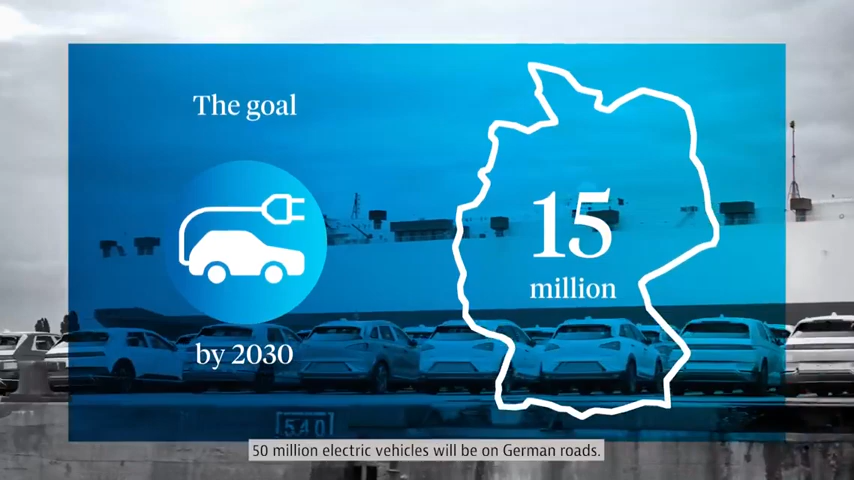 The goal
15
million
by 2030
540
50 million electric vehicles will be on German roads.